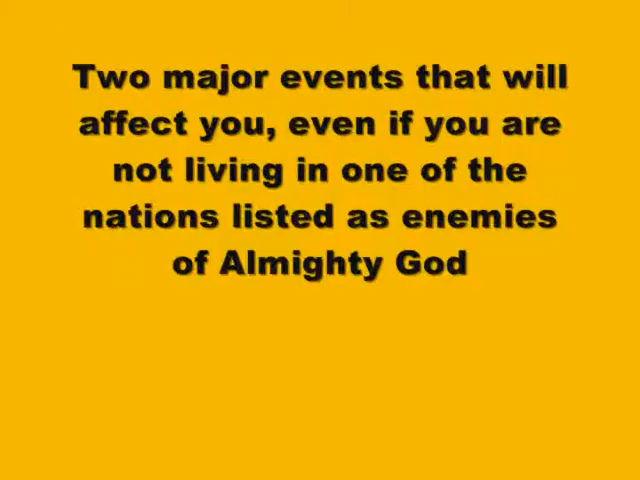 Two major events that will
affect you, even if you are
not living in one of the
nations listed as enemies
of Almighty God